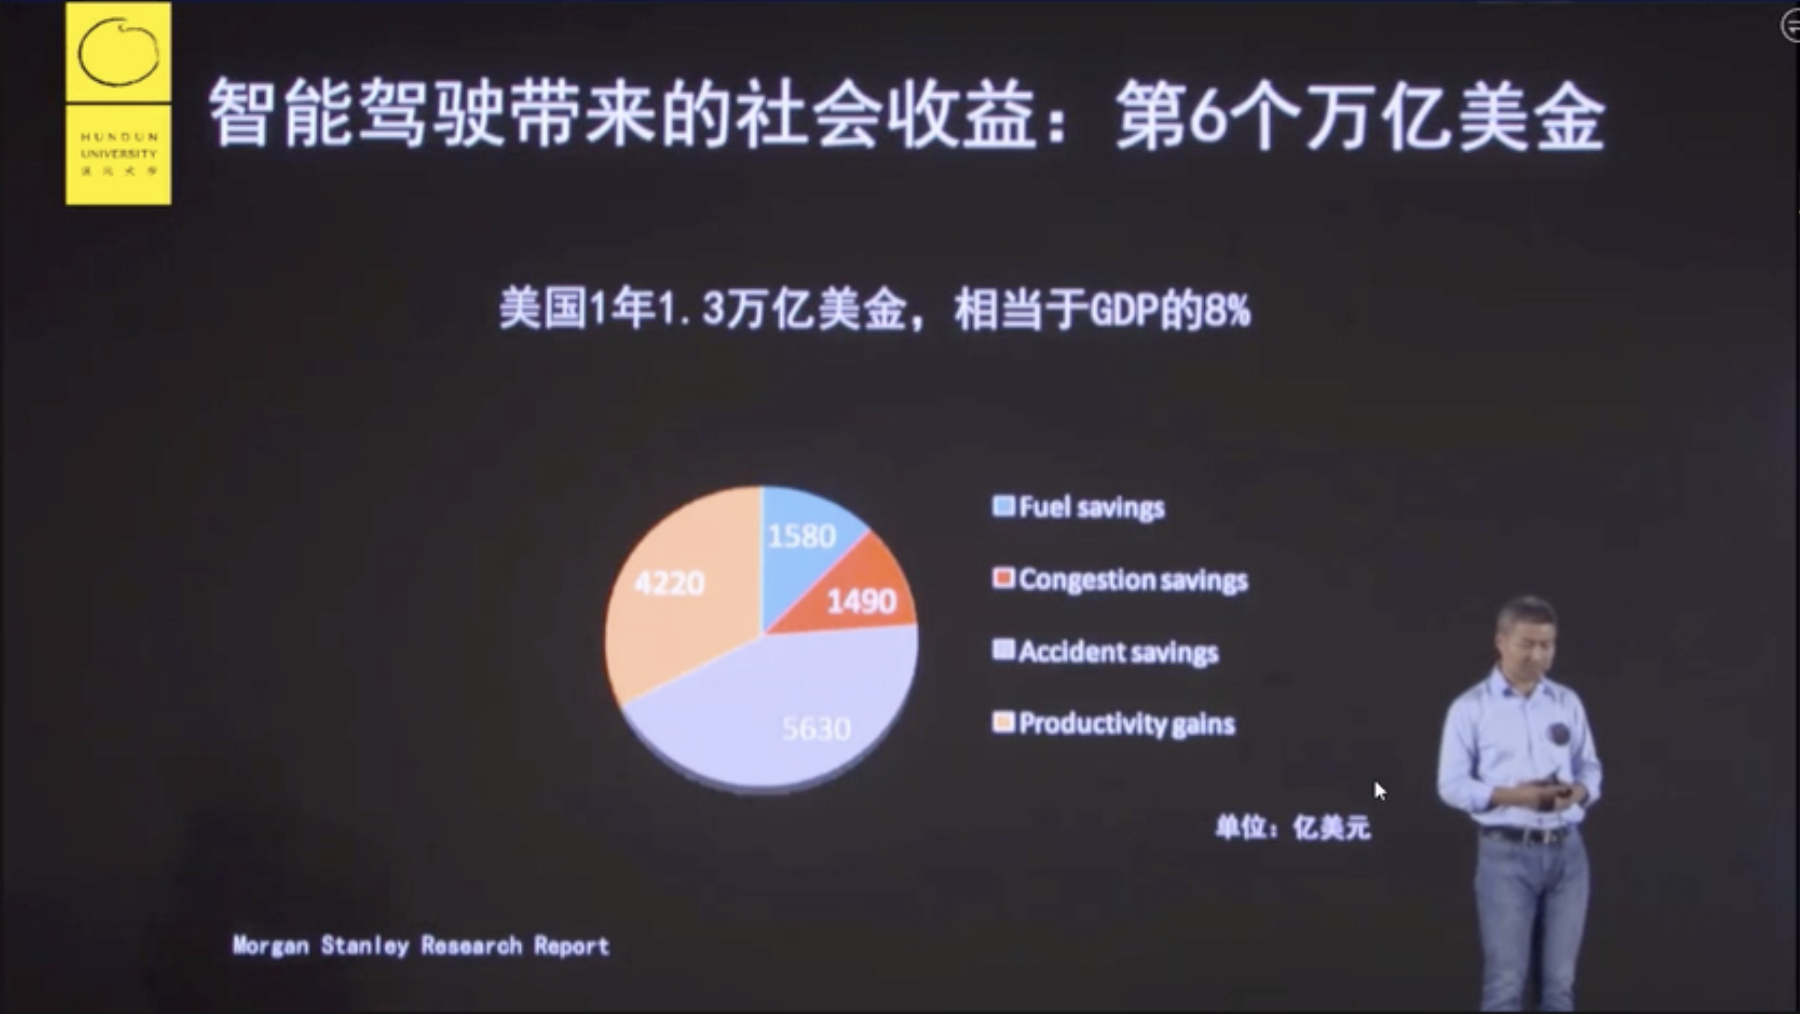 HUNDUN
UNIVERSITY
混沌大学
智能驾驶带来的社会收益：第6个万亿美金
美国1年1.3万亿美金，相当于GDP的8%
1580
1490
5630
4220
Fuel savings
Congestion savings
Accident savings
Productivity gains
单位：亿美元
Morgan Stanley Research Report